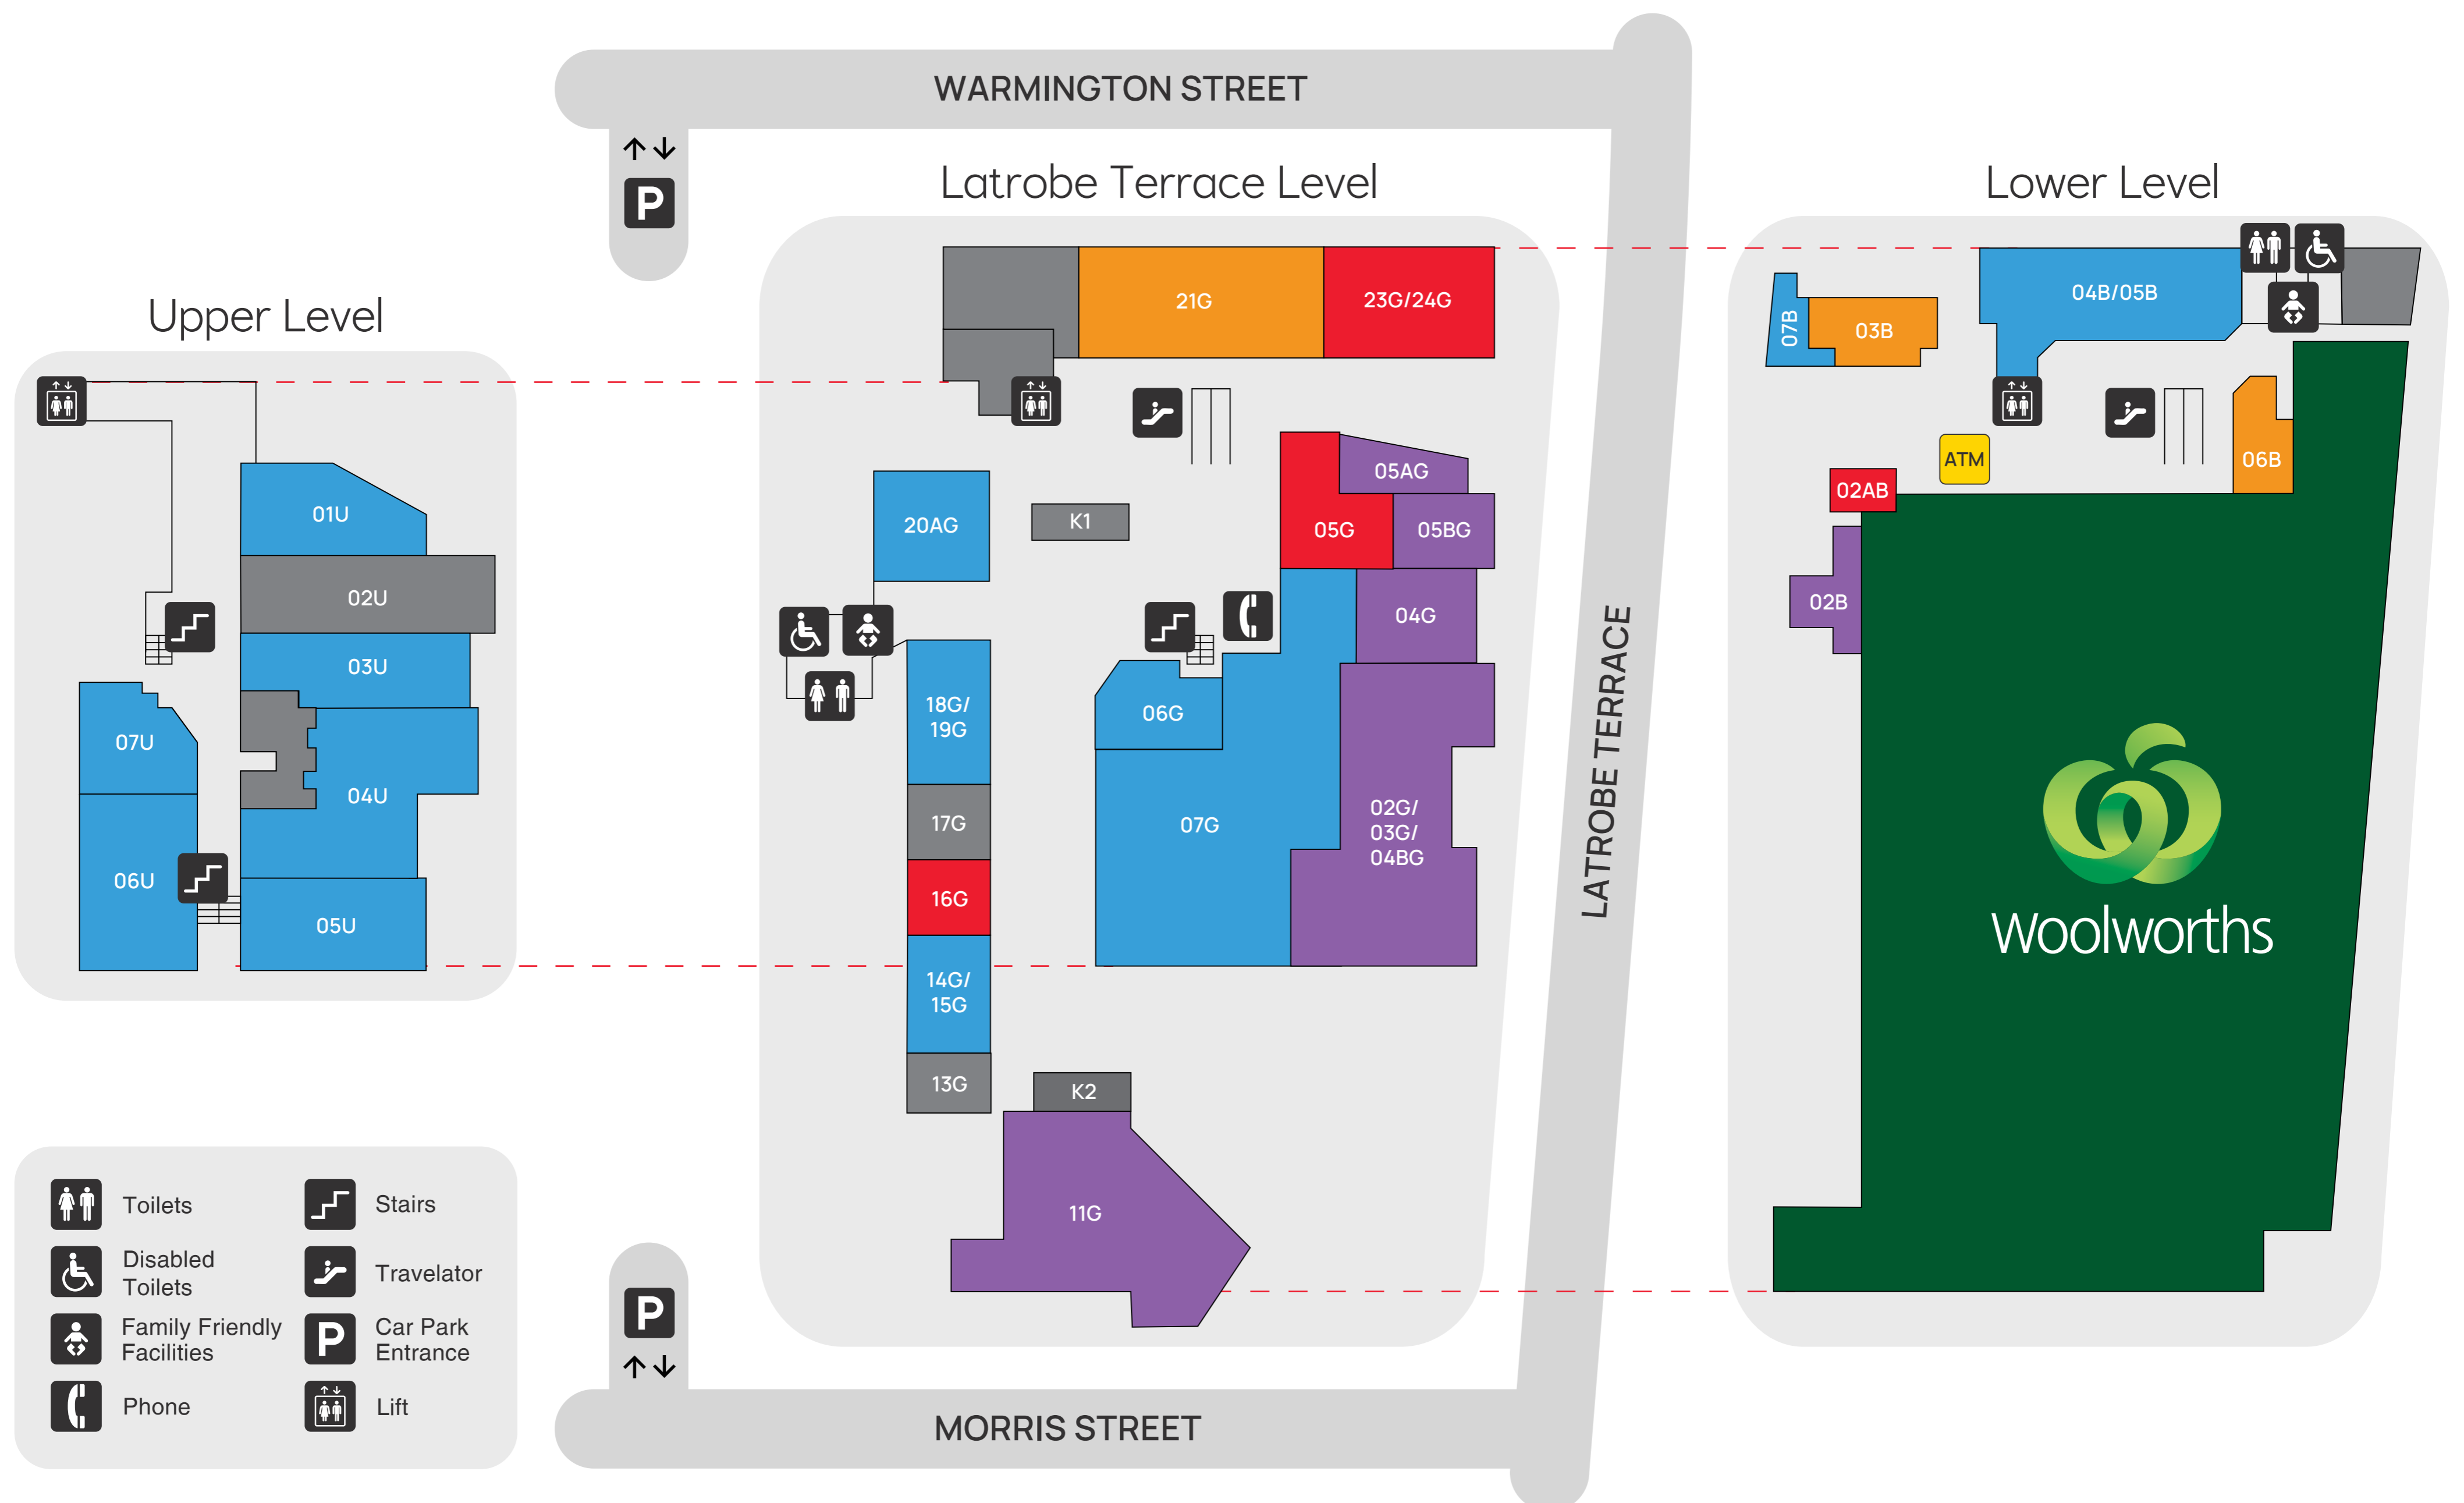 WARMINGTON STREET
P
Latrobe Terrace Level
Lower Level
Upper Level
21G
23G/24G
07B
03B
04B/05B
05AG
ATM
06B
02AB
01U
20AG
K1
05G
05BG
02U
02B
04G
03U
18G/
19G
06G
07U
04U
17G
07G
02G/
03G/
04BG
LATROBE TERRACE
06U
16G
05U
14G/
15G
Woolworths
13G
K2
11G
Toilets
Stairs
Disabled
Toilets
Travelator
Family Friendly
Facilities
P
Car Park
Entrance
Phone
Lift
P
MORRIS STREET